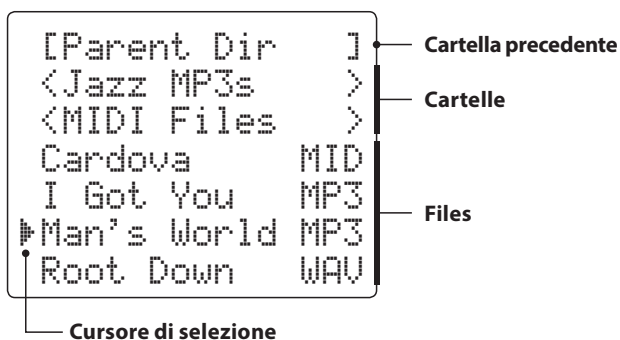 [Parent Dir ] Cartella precedente
<Jazz MP3s >
Cartelle
<MIDI Files >
Cardova MID
I Got You MP3
Files
Man's World MP3
Root Down WAV
Cursore di selezione